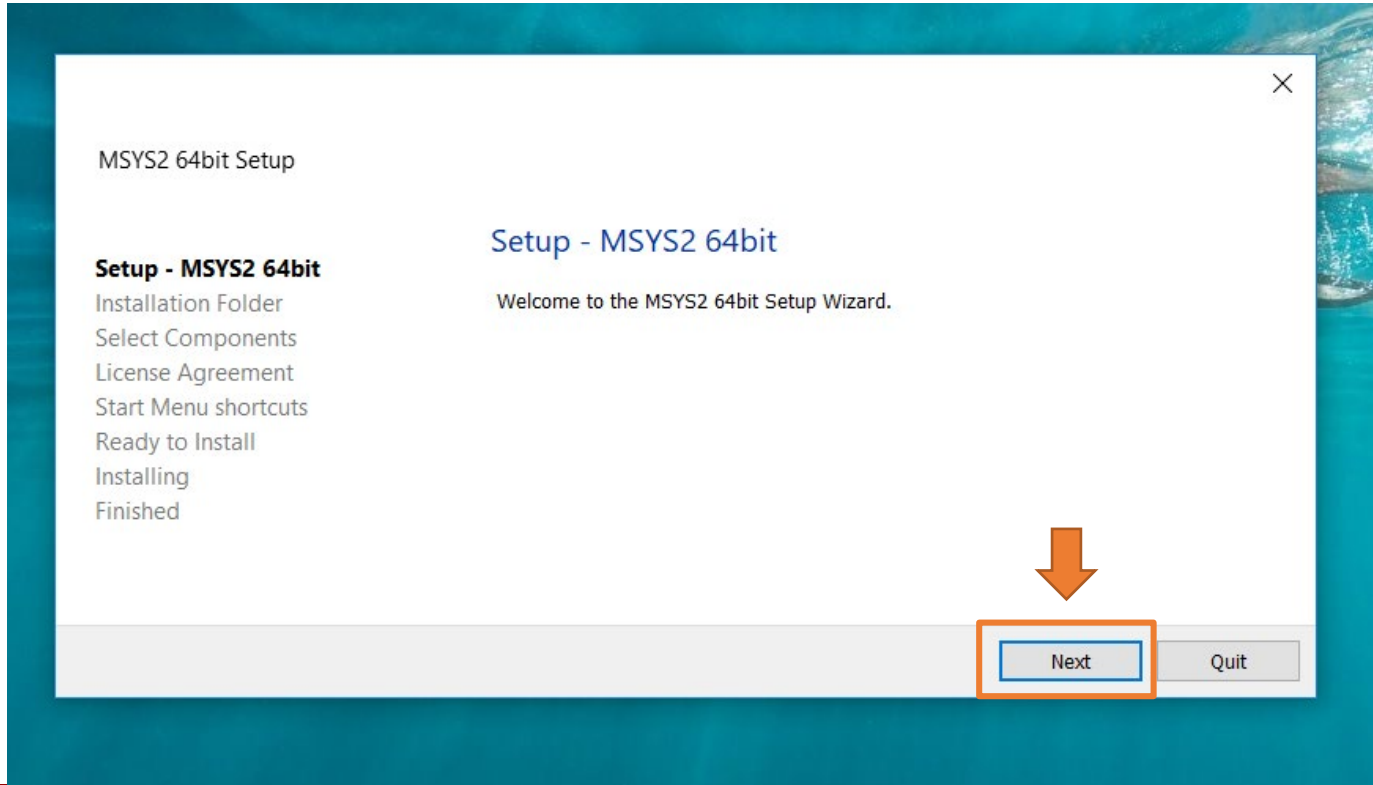 MSYS2 64bit Setup
Setup - MSYS2 64bit
Installation Folder
Select Components
License Agreement
Start Menu shortcuts
Ready to Install
Installing
Finished
Setup - MSYS2 64bit
Welcome to the MSYS2 64bit Setup Wizard.
Next
Quit